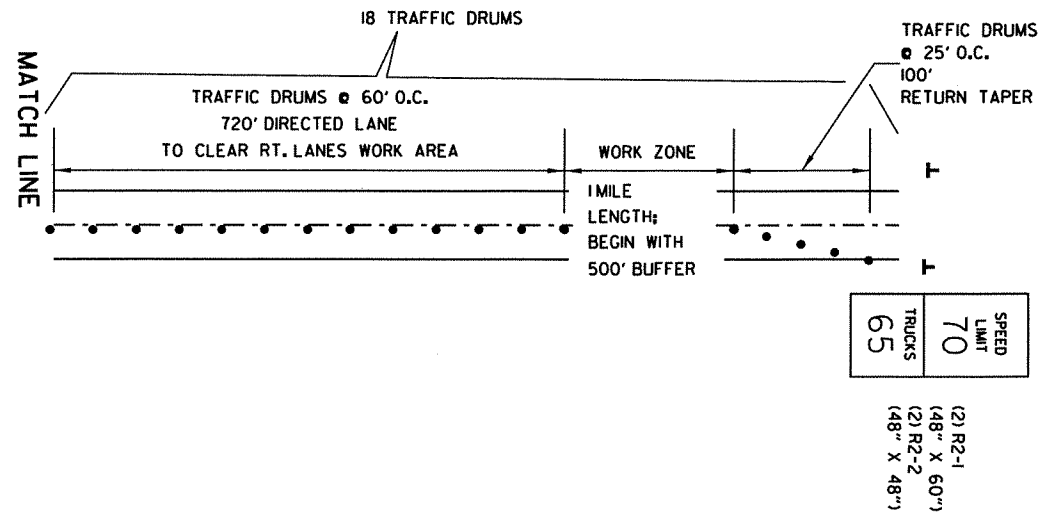 18 TRAFFIC DRUMS
TRAFFIC DRUMS
@ 25' O.C.
100'
RETURN TAPER
MATCH LINE
TRAFFIC DRUMS @ 60' O.C.
720' DIRECTED LANE
TO CLEAR RT. LANES WORK AREA
WORK ZONE
1 MILE
LENGTH;
BEGIN WITH
500' BUFFER
SPEED
LIMIT
70
TRUCKS
65
(2) R2-1
(48" X 60")
(2) R2-2
(48" X 48")